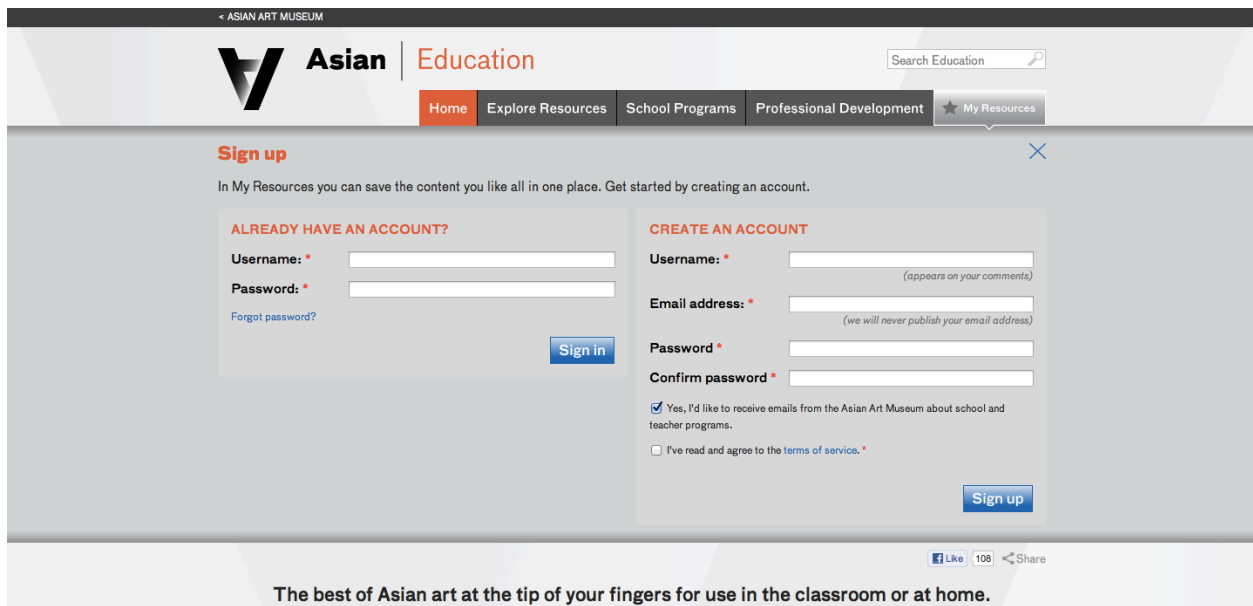 < ASIAN ART MUSEUM
Asian | Education
Search Education
Home Explore Resources School Programs Professional Development My Resources
Sign up
In My Resources you can save the content you like all in one place. Get started by creating an account.
ALREADY HAVE AN ACCOUNT?
Username: *
Password: *
Forgot password?
Sign in
CREATE AN ACCOUNT
Username: *
(appears on your comments)
Email address: *
(we will never publish your email address)
Password *
Confirm password *
Yes, I'd like to receive emails from the Asian Art Museum about school and
teacher programs.
I've read and agree to the terms of service. *
Sign up
Like 108 Share
The best of Asian art at the tip of your fingers for use in the classroom or at home.